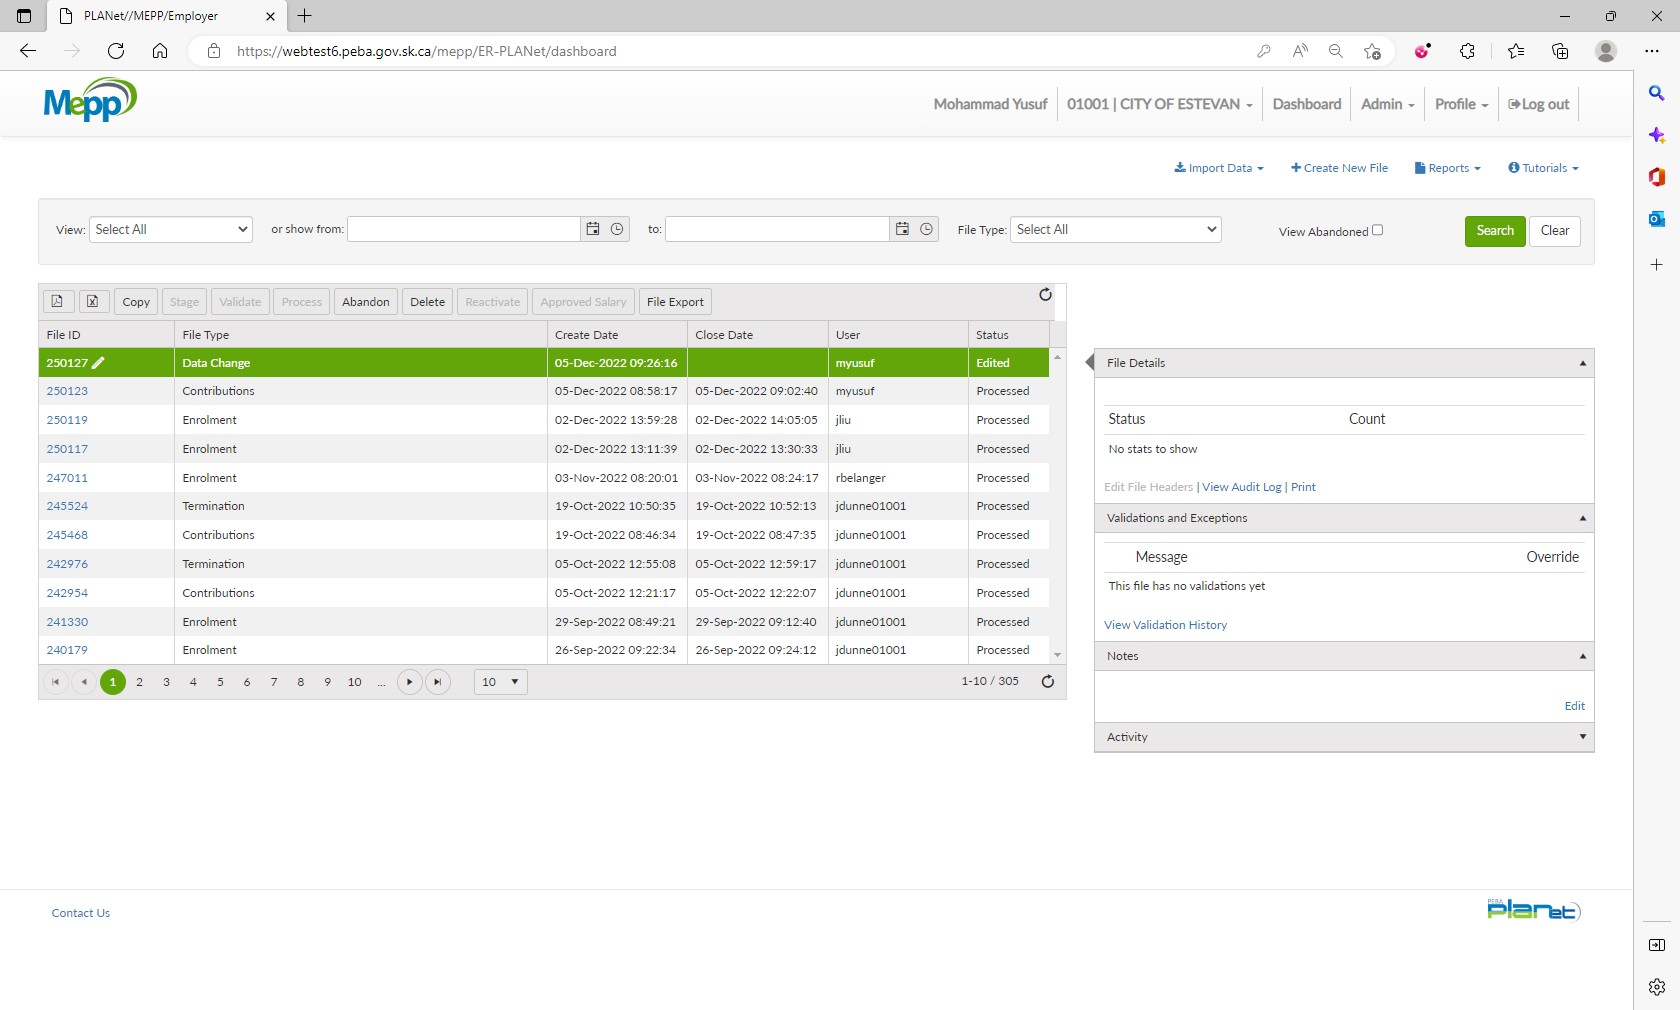 PLANet//MEPP/Employer
https://webtest6.peba.gov.sk.ca/mepp/ER-PLANet/dashboard
Mepp
Mohammad Yusuf
01001 | CITY OF ESTEVAN
Dashboard
Admin
Profile
Log out
Import Data
Create New File
Reports
Tutorials
View: Select All
or show from:
to:
File Type: Select All
View Abandoned
Search
Clear
Copy
Stage
Validate
Process
Abandon
Delete
Reactivate
Approved Salary
File Export
File ID File Type Create Date Close Date User Status
250127 Data Change 05-Dec-2022 09:26:16 myusuf Edited
250123 Contributions 05-Dec-2022 08:58:17 05-Dec-2022 09:02:40 myusuf Processed
250119 Enrolment 02-Dec-2022 13:59:28 02-Dec-2022 14:05:05 jliu Processed
250117 Enrolment 02-Dec-2022 13:11:39 02-Dec-2022 13:30:33 jliu Processed
247011 Enrolment 03-Nov-2022 08:20:01 03-Nov-2022 08:24:17 rbelanger Processed
245524 Termination 19-Oct-2022 10:50:35 19-Oct-2022 10:52:13 jdunne01001 Processed
245468 Contributions 19-Oct-2022 08:46:34 19-Oct-2022 08:47:35 jdunne01001 Processed
242976 Termination 05-Oct-2022 12:55:08 05-Oct-2022 12:59:17 jdunne01001 Processed
242954 Contributions 05-Oct-2022 12:21:17 05-Oct-2022 12:22:07 jdunne01001 Processed
241330 Enrolment 29-Sep-2022 08:49:21 29-Sep-2022 09:12:40 jdunne01001 Processed
240179 Enrolment 26-Sep-2022 09:22:34 26-Sep-2022 09:24:12 jdunne01001 Processed
1 2 3 4 5 6 7 8 9 10 ... 10 1-10 / 305
File Details
Status Count
No stats to show
Edit File Headers | View Audit Log | Print
Validations and Exceptions
Message Override
This file has no validations yet
View Validation History
Notes
Edit
Activity
Contact Us
PEBA
planet